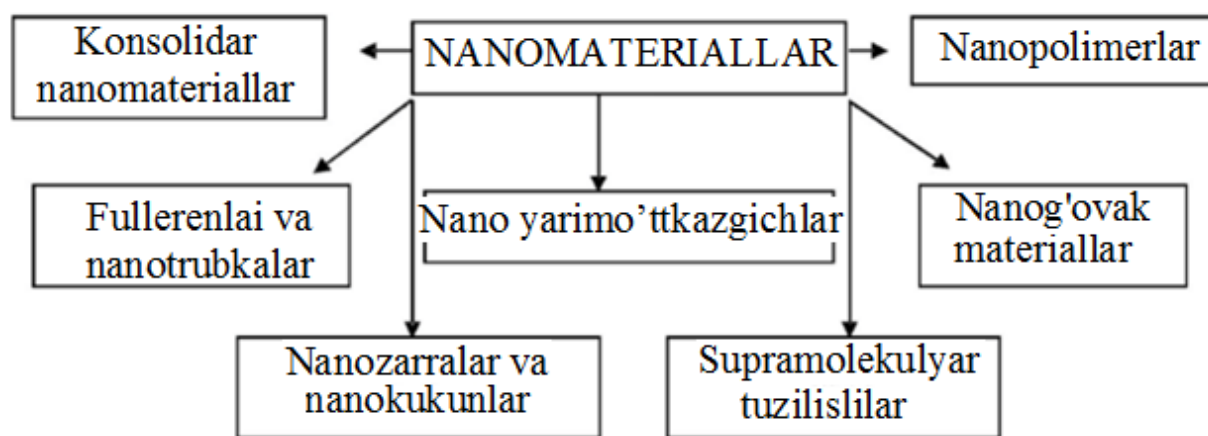 Konsolidar
nanomateriallar
NANOMATERIALLAR
Nanopolimerlar
Fullerenlai va
nanotrubkalar
Nano yarimo’ttkazgichlar
Nanog'ovak
materiallar
Nanozarralar va
nanokukunlar
Supramolekulyar
tuzilislilar